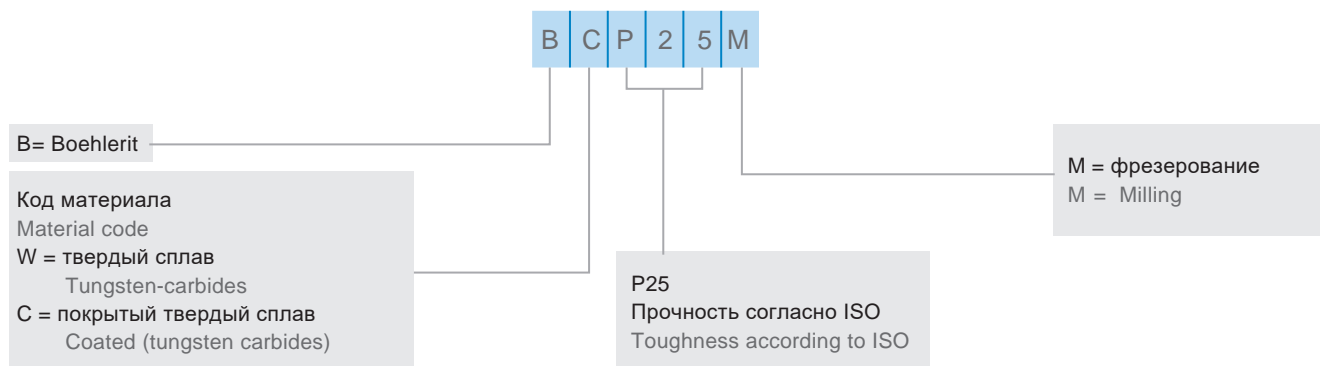 B C P 2 5 M
B= Boehlerit
Код материала
Material code
W = твердый сплав
Tungsten-carbides
C = покрытый твердый сплав
Coated (tungsten carbides)
P25
Прочность согласно ISO
Toughness according to ISO
M = фрезерование
M = Milling